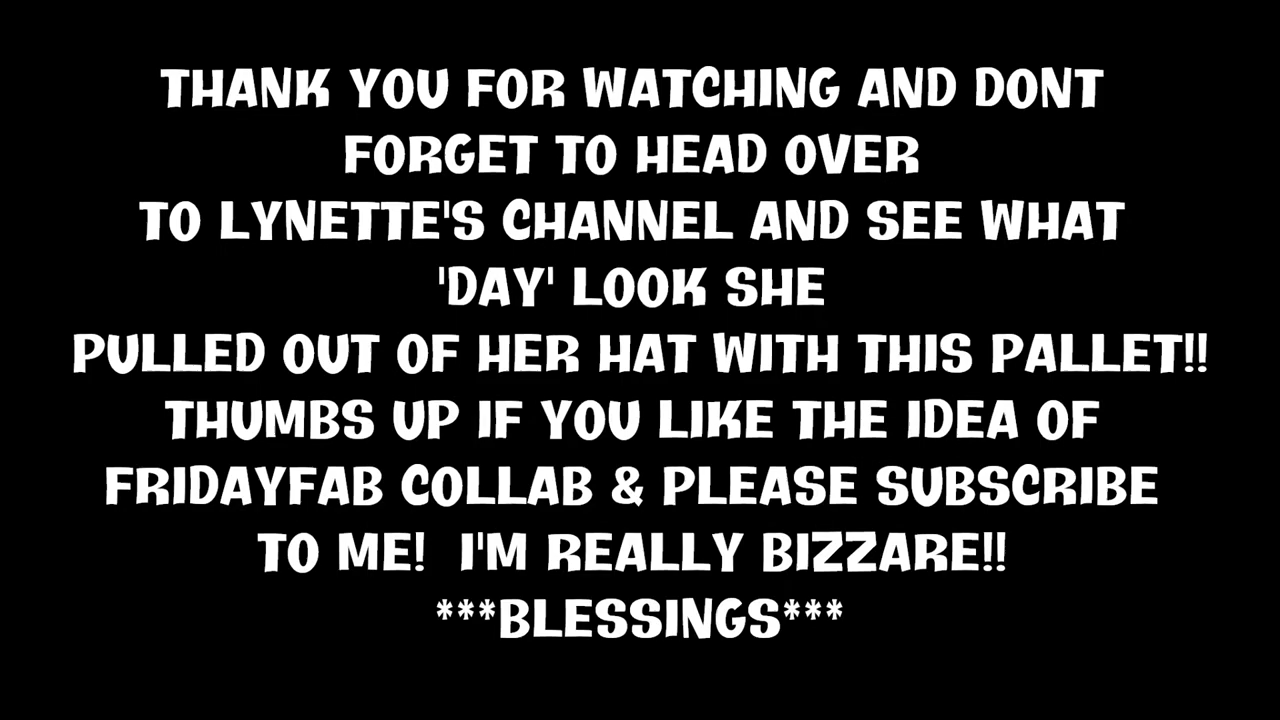 THANK YOU FOR WATCHING AND DONT
FORGET TO HEAD OVER
TO LYNETTE'S CHANNEL AND SEE WHAT
'DAY' LOOK SHE
PULLED OUT OF HER HAT WITH THIS PALLET!!
THUMBS UP IF YOU LIKE THE IDEA OF
FRIDAYFAB COLLAB & PLEASE SUBSCRIBE
TO ME!  I'M REALLY BIZZARE!!
***BLESSINGS***